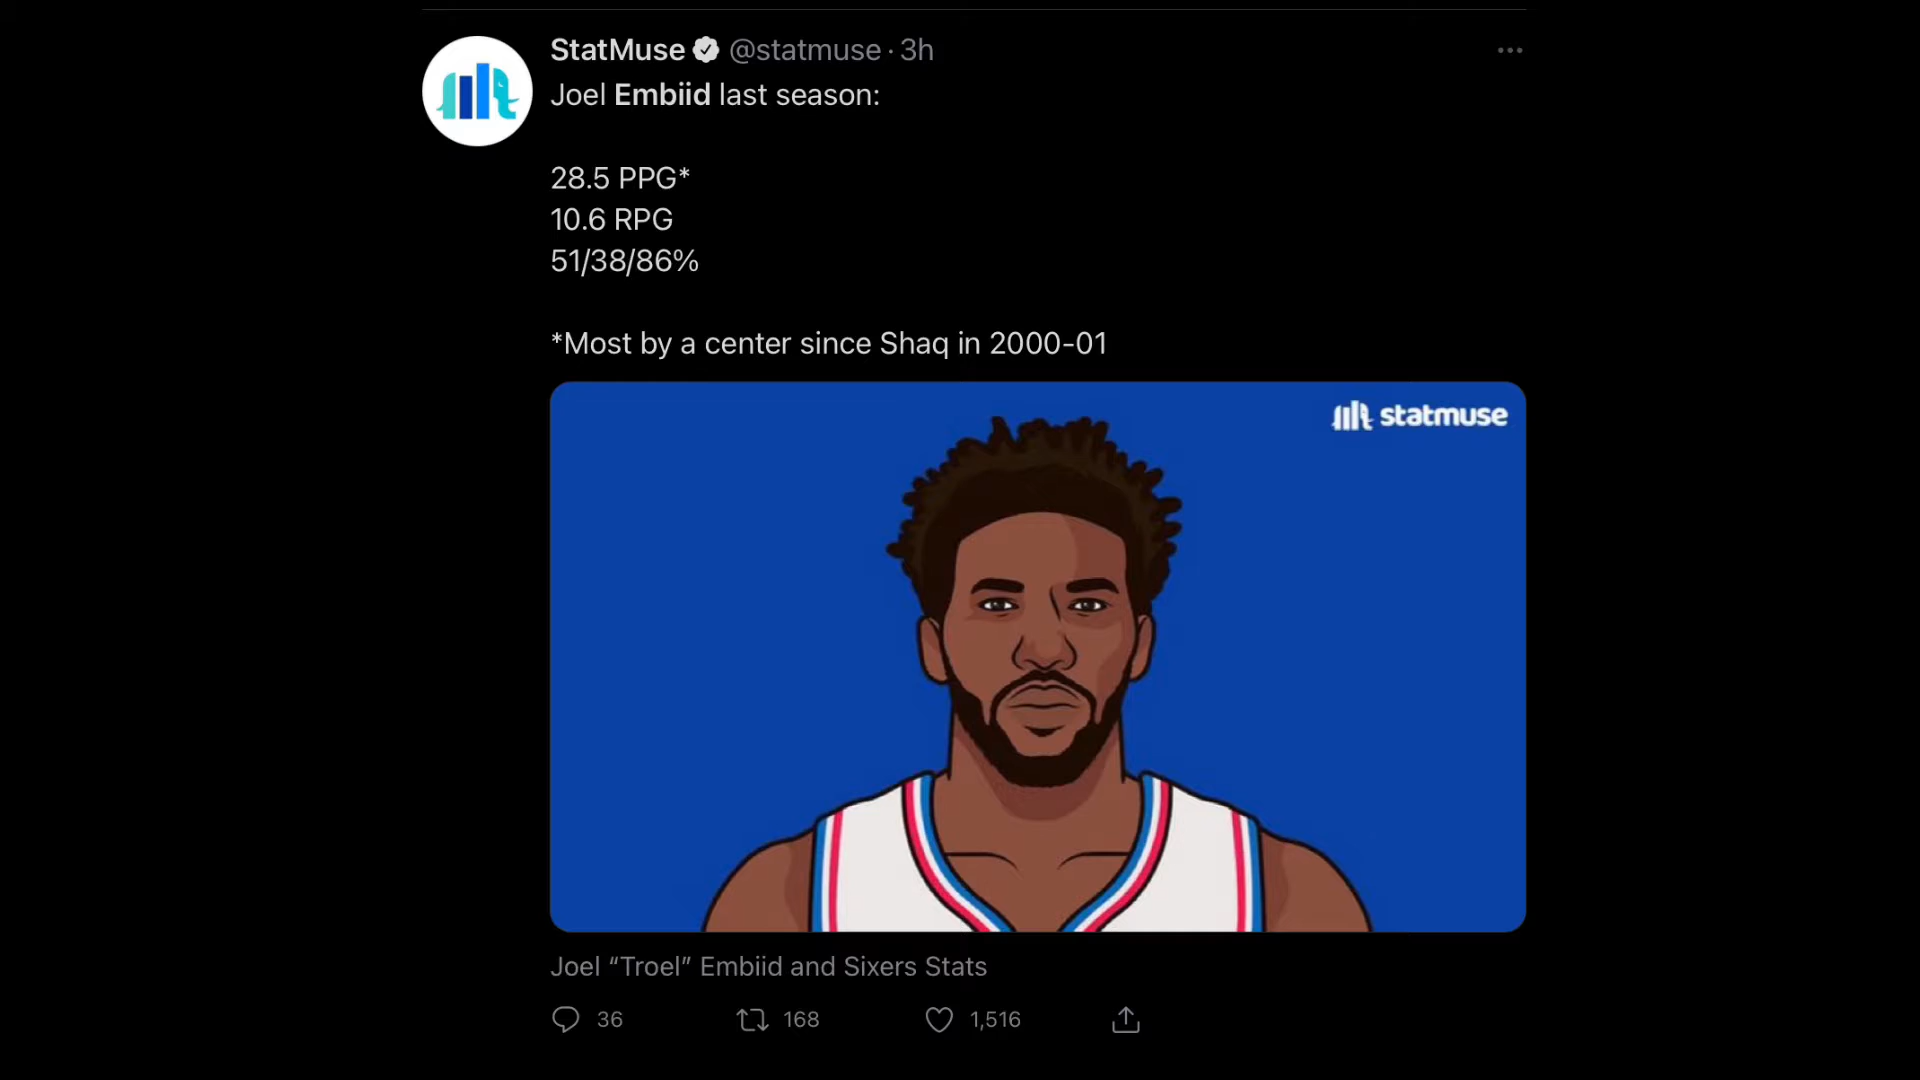 StatMuse @statmuse · 3h
Joel Embiid last season:
28.5 PPG*
10.6 RPG
51/38/86%
*Most by a center since Shaq in 2000-01
statmuse
Joel “Troel” Embiid and Sixers Stats
36 168 1,516